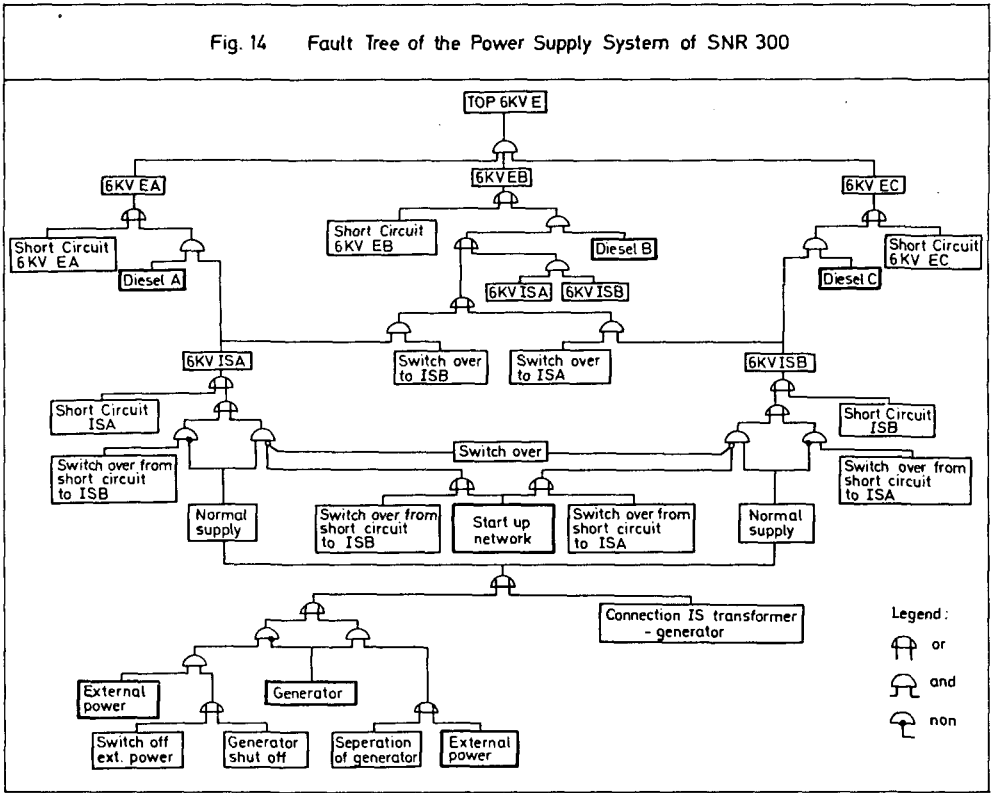 Fig. 14 Fault Tree of the Power Supply System of SNR 300
TOP 6KV E
6KV EA
6KV EB
6KV EC
Short Circuit
6KV EA
Diesel A
Short Circuit
6KV EB
Diesel B
6KV ISA
6KV ISB
Diesel C
Short Circuit
6KV EC
6KV ISA
Switch over
to ISB
Switch over
to ISA
6KV ISB
Short Circuit
ISA
Short Circuit
ISB
Switch over
Switch over from
short circuit
to ISB
Switch over from
short circuit
to ISA
Normal
supply
Switch over from
short circuit
to ISB
Start up
network
Switch over from
short circuit
to ISA
Normal
supply
Connection IS transformer
- generator
External
power
Generator
Switch off
ext. power
Generator
shut off
Seperation
of generator
External
power
Legend :
or
and
non